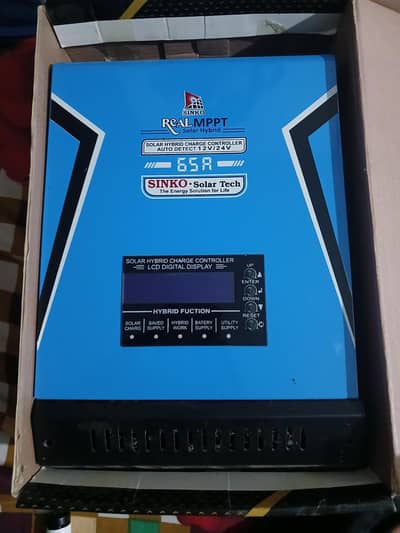 SINKO
ReaL MPPT
Solar Hybrid
SOLAR HYBRID CHARGE CONTROLLER
AUTO DETECT 12V/24V
65A
SINKO • Solar Tech
The Energy Scrution for Life
SOLAR HYBRID CHARGE CONTROLLER
LCD DIGITAL DISPLAY
HYBRID FUCTION
SOLAR CHARG
SAVED SUPPLY
HYBRID WORK
BATERY SUPPLY
UTILITY SUPPLY
UP
ENTER
DOWN
RESET